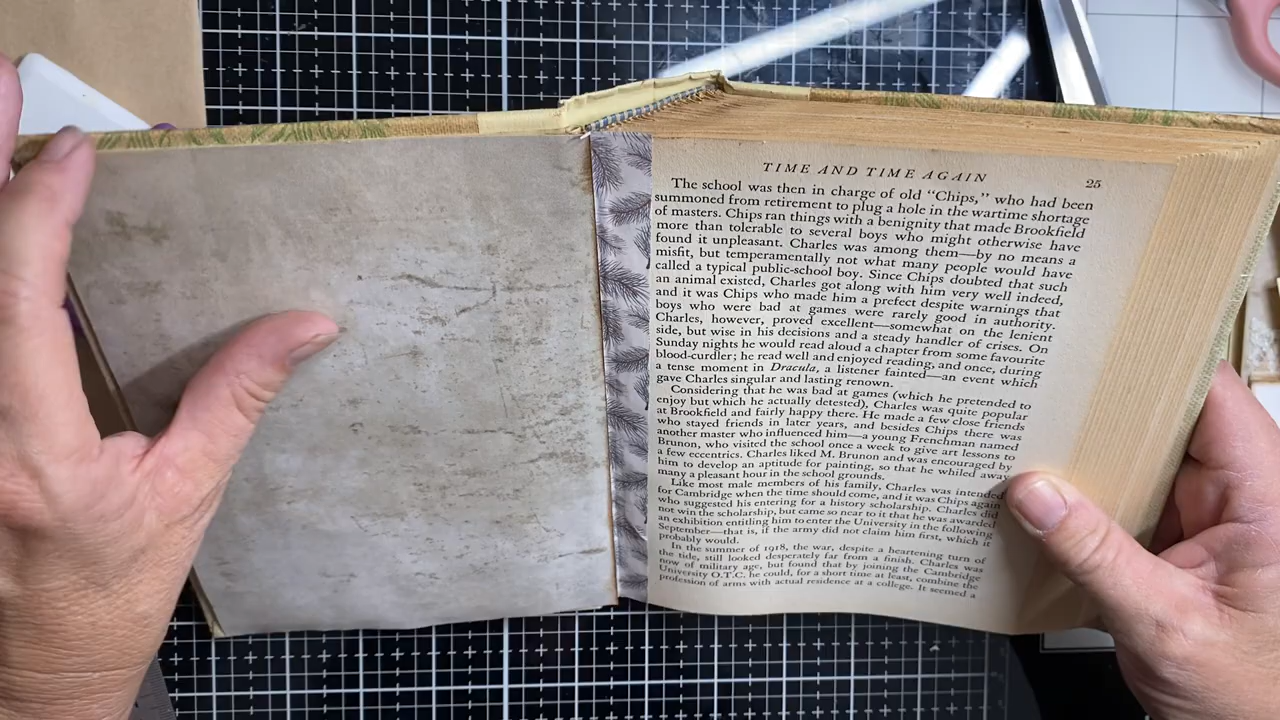 TIME AND TIME AGAIN 25
The school was then in charge of old “Chips,” who had been
summoned from retirement to plug a hole in the wartime shortage
of masters. Chips ran things with a benignity that made Brookfield
more than tolerable to several boys who might otherwise have
found it unpleasant. Charles was among them—by no means a
misfit, but temperamentally not what many people would have
called a typical public-school boy. Since Chips doubted that such
an animal existed, Charles got along with him very well indeed,
and it was Chips who made him a prefect despite warnings that
boys who were bad at games were rarely good in authority.
Charles, however, proved excellent—somewhat on the lenient
side, but wise in his decisions and a steady handler of crises. On
Sunday nights he would read aloud a chapter from some favourite
blood-curdler; he read well and enjoyed reading, and once, during
a tense moment in Dracula, a listener fainted—an event which
gave Charles singular and lasting renown.
Considering that he was bad at games (which he pretended to
enjoy but which he actually detested), Charles was quite popular
at Brookfield and fairly happy there. He made a few close friends
who stayed friends in later years, and besides Chips there was
another master who influenced him—a young Frenchman named
Brunon, who visited the school once a week to give art lessons to
a few eccentrics. Charles liked M. Brunon and was encouraged by
him to develop an aptitude for painting, so that he whiled away
many a pleasant hour in the school grounds.
Like most male members of his family, Charles was intended
for Cambridge when the time should come, and it was Chips again
who suggested his entering for a history scholarship. Charles did
not win the scholarship, but came so near to it that he was awarded
an exhibition entitling him to enter the University in the following
September—that is, if the army did not claim him first, which it
probably would.
In the summer of 1918, the war, despite a heartening turn of
the tide, still looked desperately far from a finish. Charles was
now of military age, but found that by joining the Cambridge
University O.T.C. he could, for a short time at least, combine the
profession of arms with actual residence at a college. It seemed a